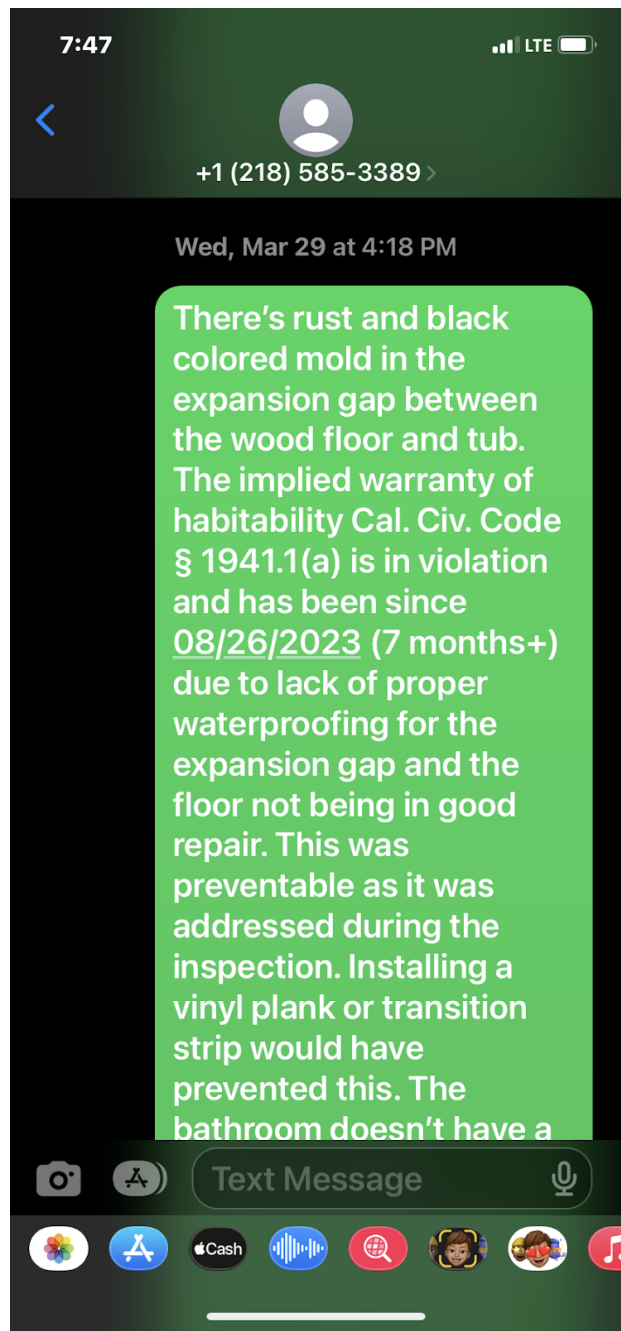 7:47
LTE
+1 (218) 585-3389
Wed, Mar 29 at 4:18 PM
There’s rust and black
colored mold in the
expansion gap between
the wood floor and tub.
The implied warranty of
habitability Cal. Civ. Code
§ 1941.1(a) is in violation
and has been since
08/26/2023 (7 months+)
due to lack of proper
waterproofing for the
expansion gap and the
floor not being in good
repair. This was
preventable as it was
addressed during the
inspection. Installing a
vinyl plank or transition
strip would have
prevented this. The
bathroom doesn’t have a
Text Message
Cash